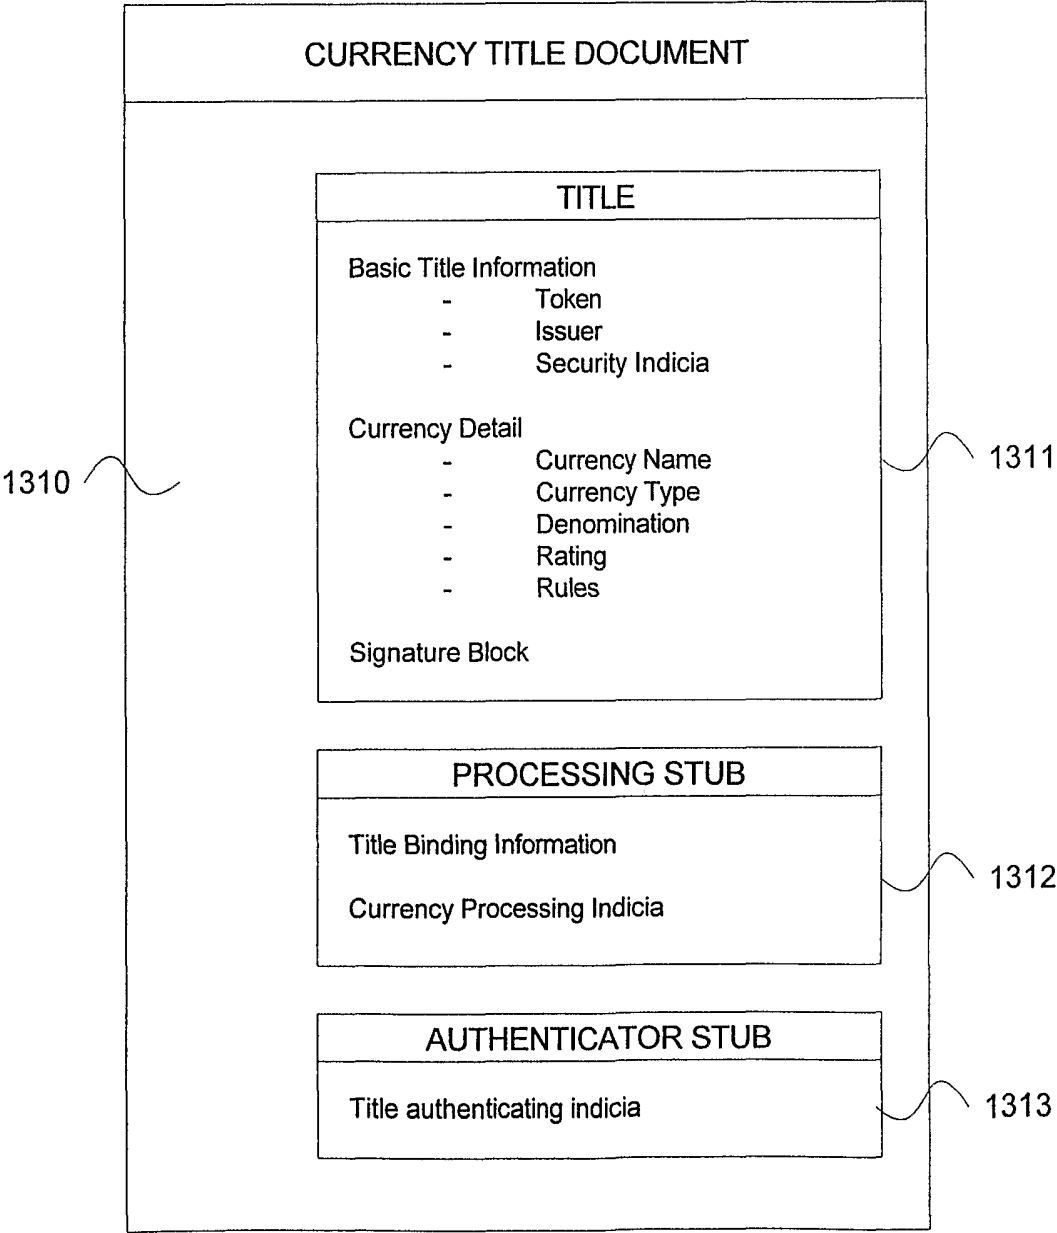 CURRENCY TITLE DOCUMENT
TITLE
Basic Title Information
- Token
- Issuer
- Security Indicia
Currency Detail
- Currency Name
- Currency Type
- Denomination
- Rating
- Rules
Signature Block
1310
1311
PROCESSING STUB
Title Binding Information
Currency Processing Indicia
1312
AUTHENTICATOR STUB
Title authenticating indicia
1313